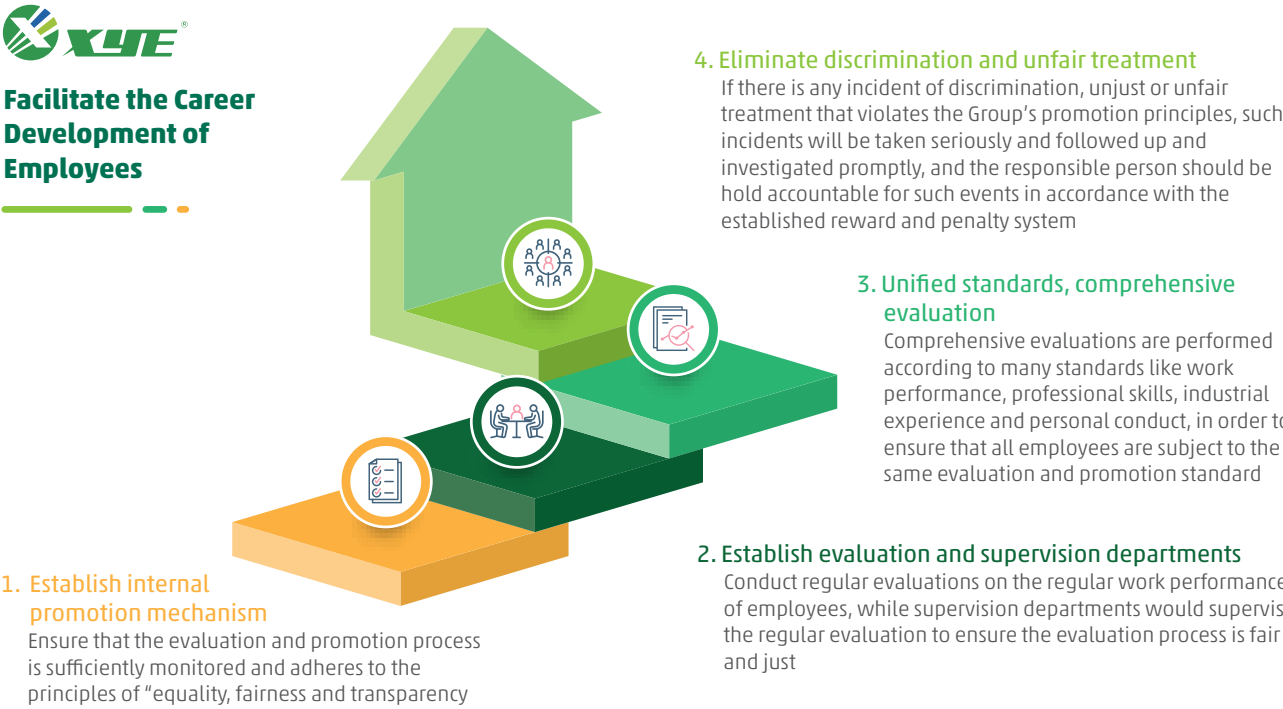 XYE®
Facilitate the Career
Development of
Employees
4. Eliminate discrimination and unfair treatment
If there is any incident of discrimination, unjust or unfair
treatment that violates the Group’s promotion principles, such
incidents will be taken seriously and followed up and
investigated promptly, and the responsible person should be
hold accountable for such events in accordance with the
established reward and penalty system
3. Unified standards, comprehensive
evaluation
Comprehensive evaluations are performed
according to many standards like work
performance, professional skills, industrial
experience and personal conduct, in order to
ensure that all employees are subject to the
same evaluation and promotion standard
2. Establish evaluation and supervision departments
Conduct regular evaluations on the regular work performance
of employees, while supervision departments would supervis
the regular evaluation to ensure the evaluation process is fair
and just
1. Establish internal
promotion mechanism
Ensure that the evaluation and promotion process
is sufficiently monitored and adheres to the
principles of “equality, fairness and transparency